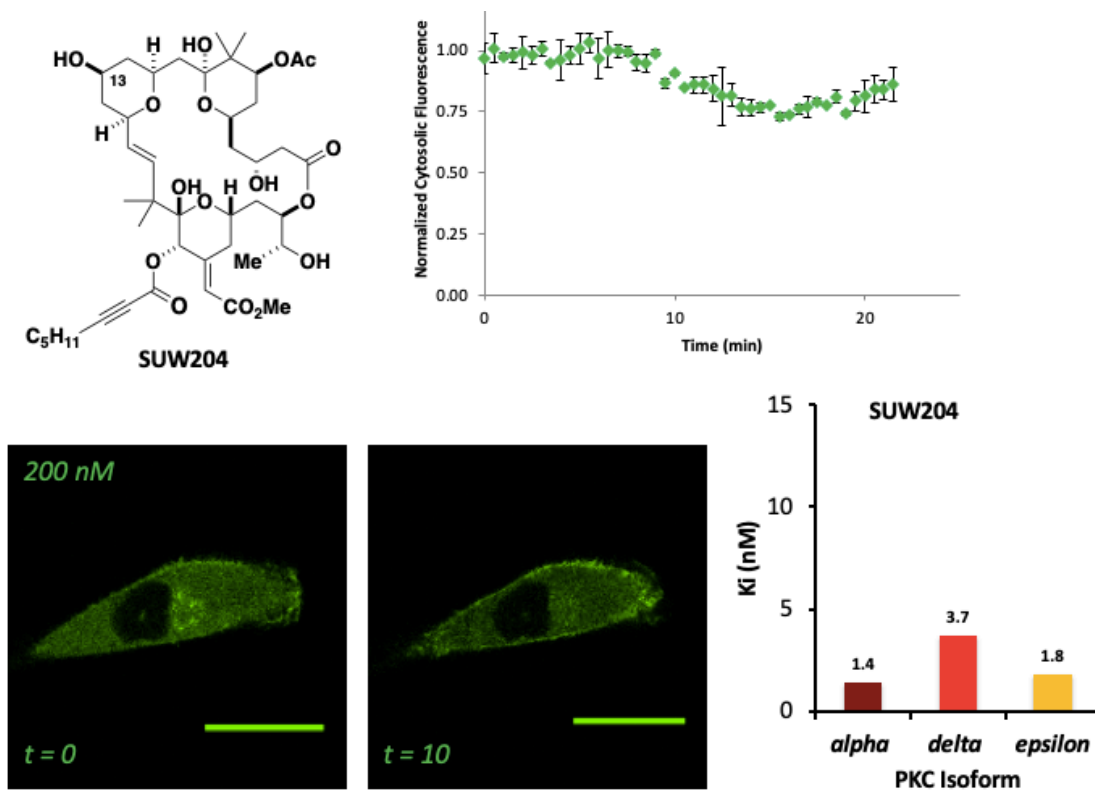 HO
H
HO
OAc
13
O
O
H
O
OH
OH
O
H
O
O
Me
OH
O
CO₂Me
C₅H₁₁
SUW204
Normalized Cytosolic Fluorescence
1.00
0.75
0.50
0.25
0.00
0
10
20
Time (min)
200 nM
t = 0
t = 10
SUW204
Ki (nM)
15
10
5
0
1.4
3.7
1.8
alpha
delta
epsilon
PKC Isoform